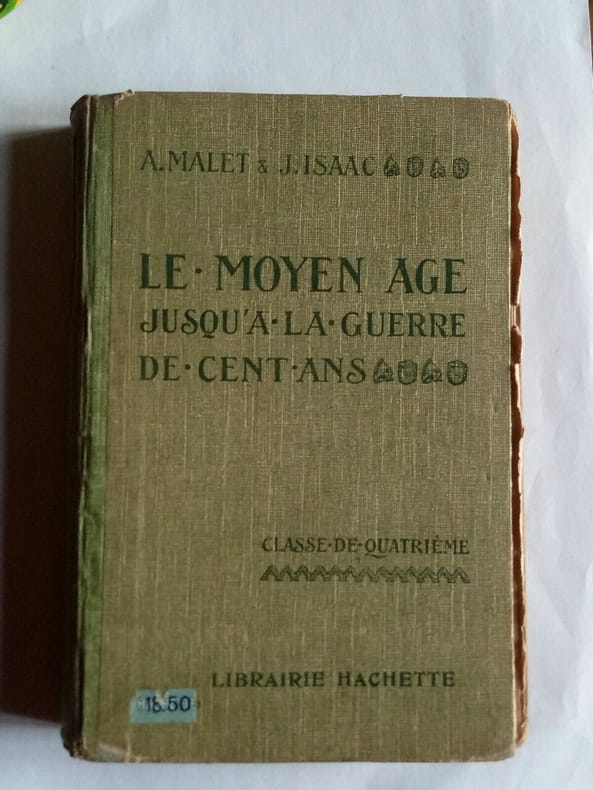 A. MALET & J. ISAAC
LE · MOYEN AGE
JUSQU'A · LA · GUERRE
DE · CENT · ANS
CLASSE · DE · QUATRIÈME
LIBRAIRIE HACHETTE
18.50